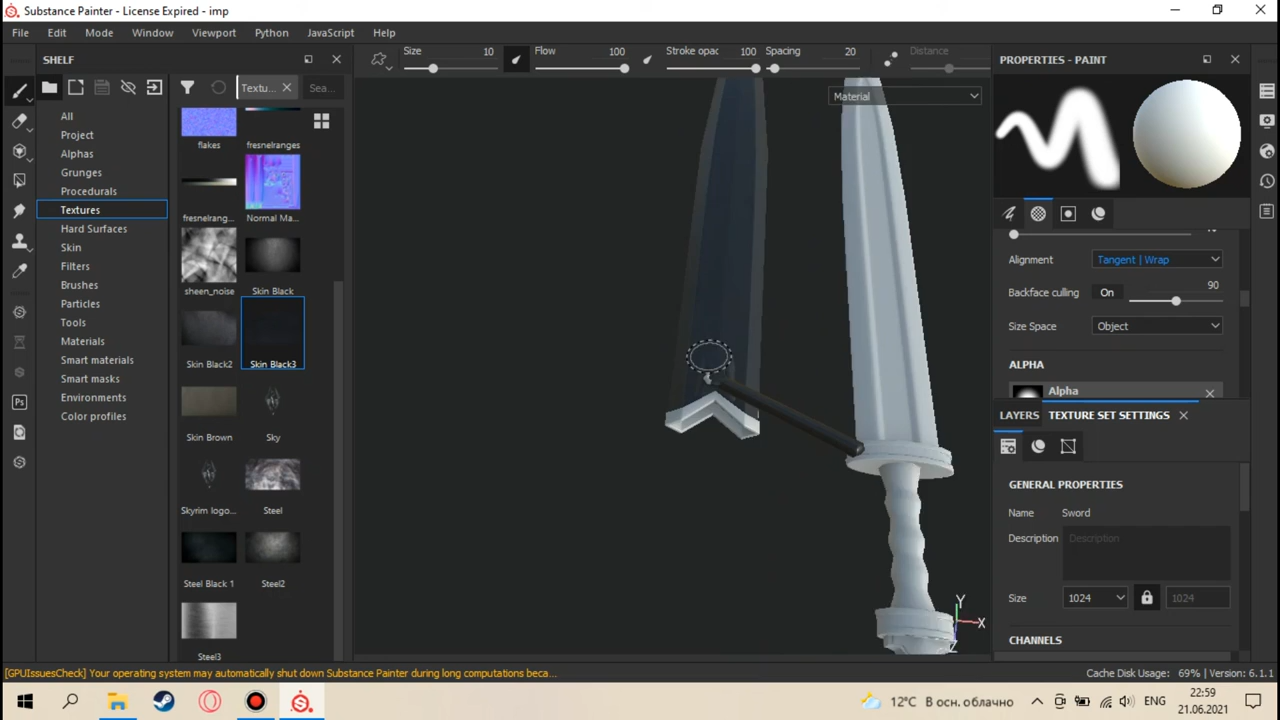 Substance Painter - License Expired - imp
File Edit Mode Window Viewport Python JavaScript Help
SHELF
Size 10 Flow 100 Stroke opac 100 Spacing 20 Distance
PROPERTIES - PAINT
Textu... Sea...
Material
All
Project
Alphas
Grunges
Procedurals
Textures
Hard Surfaces
Skin
Filters
Brushes
Particles
Tools
Materials
Smart materials
Smart masks
Environments
Color profiles
flakes fresnelranges
fresnelrang... Normal Ma...
sheen_noise Skin Black
Skin Black2 Skin Black3
Skin Brown Sky
Skyrim logo... Steel
Steel Black 1 Steel2
Steel3
Alignment Tangent | Wrap
Backface culling On 90
Size Space Object
ALPHA
Alpha
LAYERS TEXTURE SET SETTINGS
GENERAL PROPERTIES
Name Sword
Description Description
Size 1024 1024
CHANNELS
Y
X
Z
[GPUIssuesCheck] Your operating system may automatically shut down Substance Painter during long computations beca...
Cache Disk Usage: 69% | Version: 6.1.1
Ps
12°C В осн. облачно ENG 22:59
21.06.2021